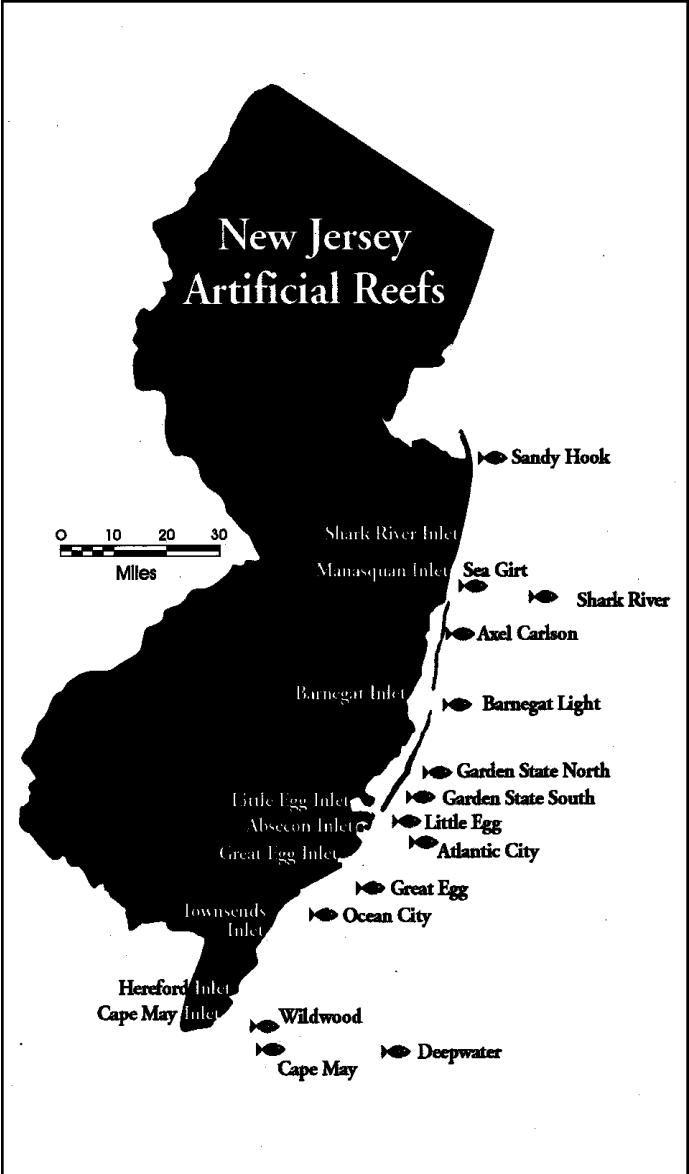 New Jersey
Artificial Reefs
Sandy Hook
0 10 20 30
Miles
Shark River Inlet
Manasquan Inlet
Sea Girt
Shark River
Axel Carlson
Barnegat Inlet
Barnegat Light
Garden State North
Little Egg Inlet
Garden State South
Absecon Inlet
Little Egg
Great Egg Inlet
Atlantic City
Great Egg
Townsends
Inlet
Ocean City
Hereford Inlet
Cape May Inlet
Wildwood
Cape May
Deepwater